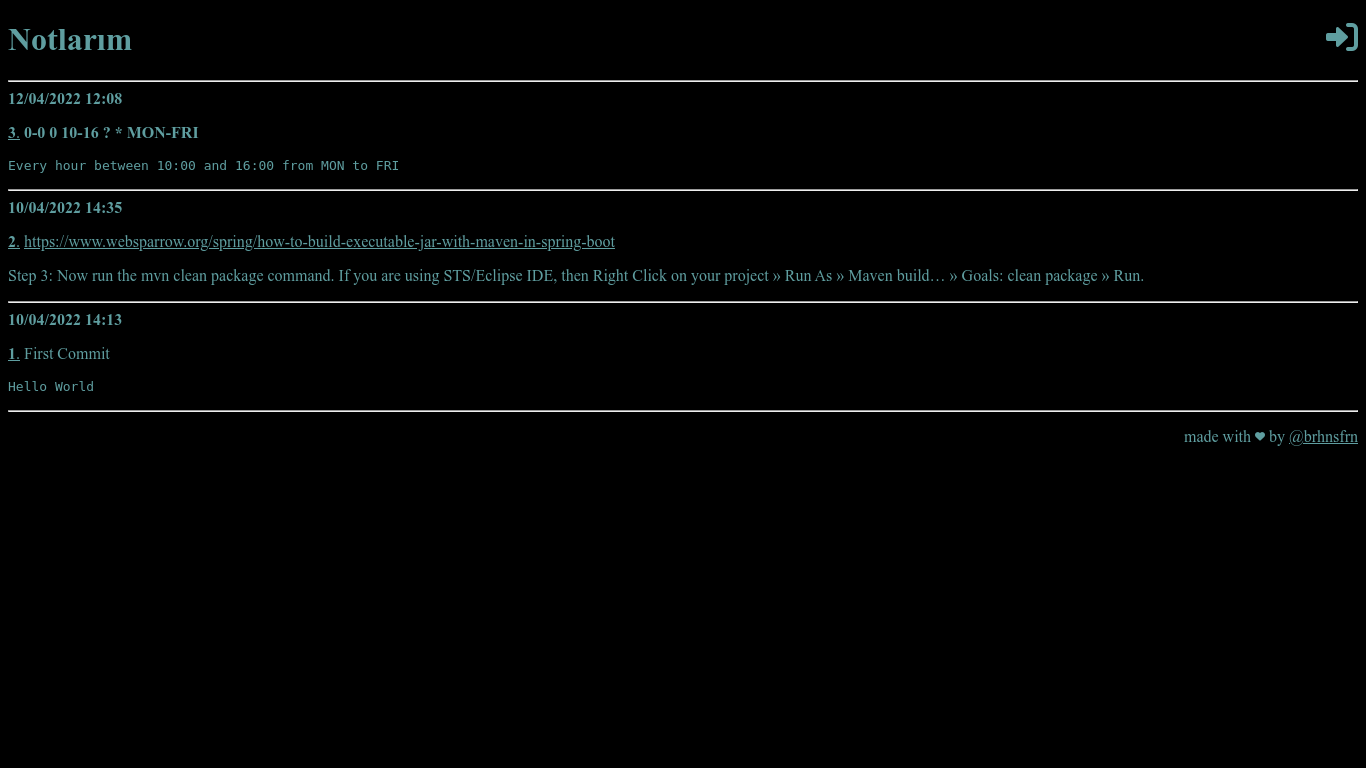 Notlarım
12/04/2022 12:08
3. 0-0 0 10-16 ? * MON-FRI
Every hour between 10:00 and 16:00 from MON to FRI
10/04/2022 14:35
2. https://www.websparrow.org/spring/how-to-build-executable-jar-with-maven-in-spring-boot
Step 3: Now run the mvn clean package command. If you are using STS/Eclipse IDE, then Right Click on your project » Run As » Maven build… » Goals: clean package » Run.
10/04/2022 14:13
1. First Commit
Hello World
made with ❤ by @brhnsfrn